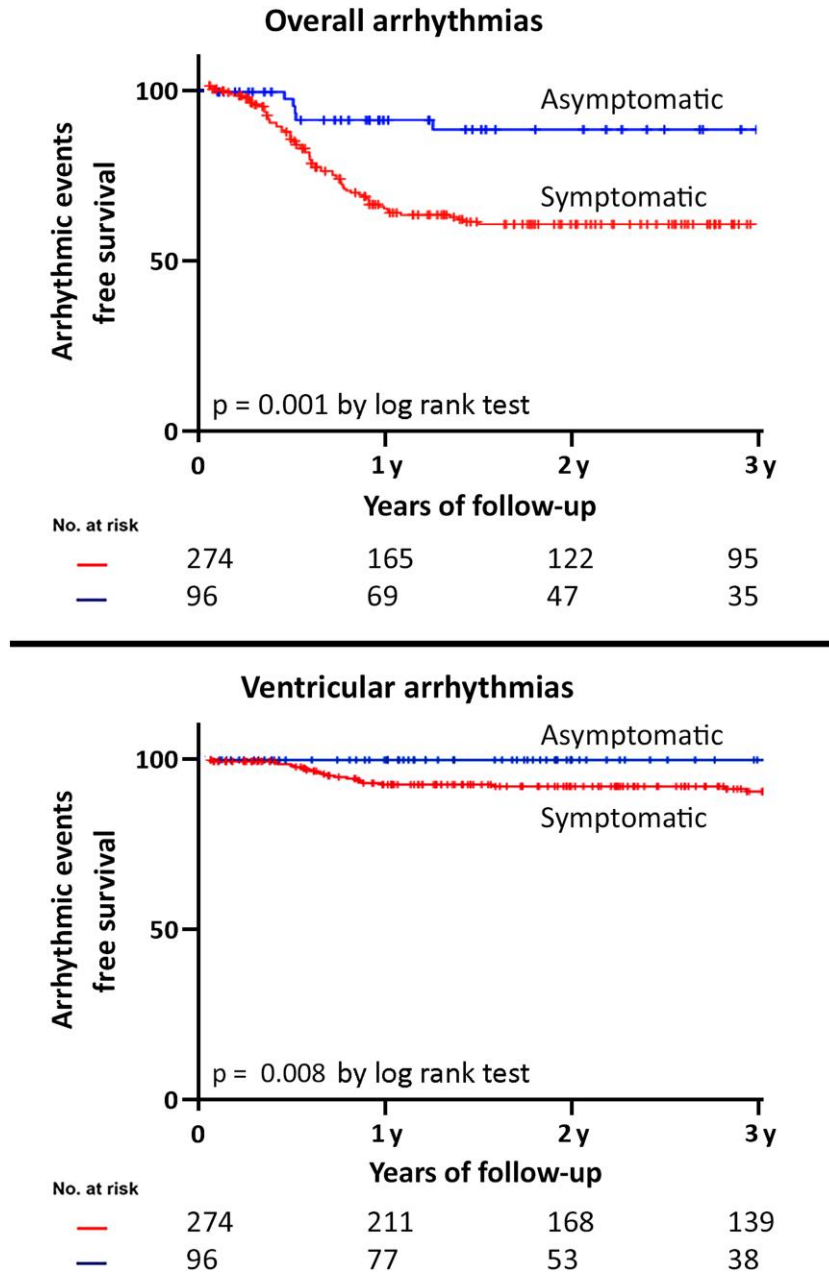 Overall arrhythmias
Arrhythmic events
free survival
100
50
0
Asymptomatic
Symptomatic
p = 0.001 by log rank test
0 1 y 2 y 3 y
Years of follow-up
No. at risk
274 165 122 95
96 69 47 35
Ventricular arrhythmias
Arrhythmic events
free survival
100
50
0
Asymptomatic
Symptomatic
p = 0.008 by log rank test
0 1 y 2 y 3 y
Years of follow-up
No. at risk
274 211 168 139
96 77 53 38